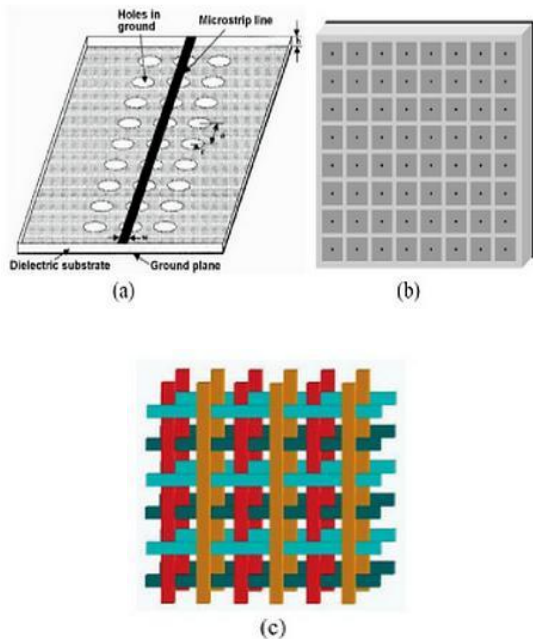 Holes in
ground
Microstrip line
Dielectric substrate
Ground plane
(a)
(b)
(c)